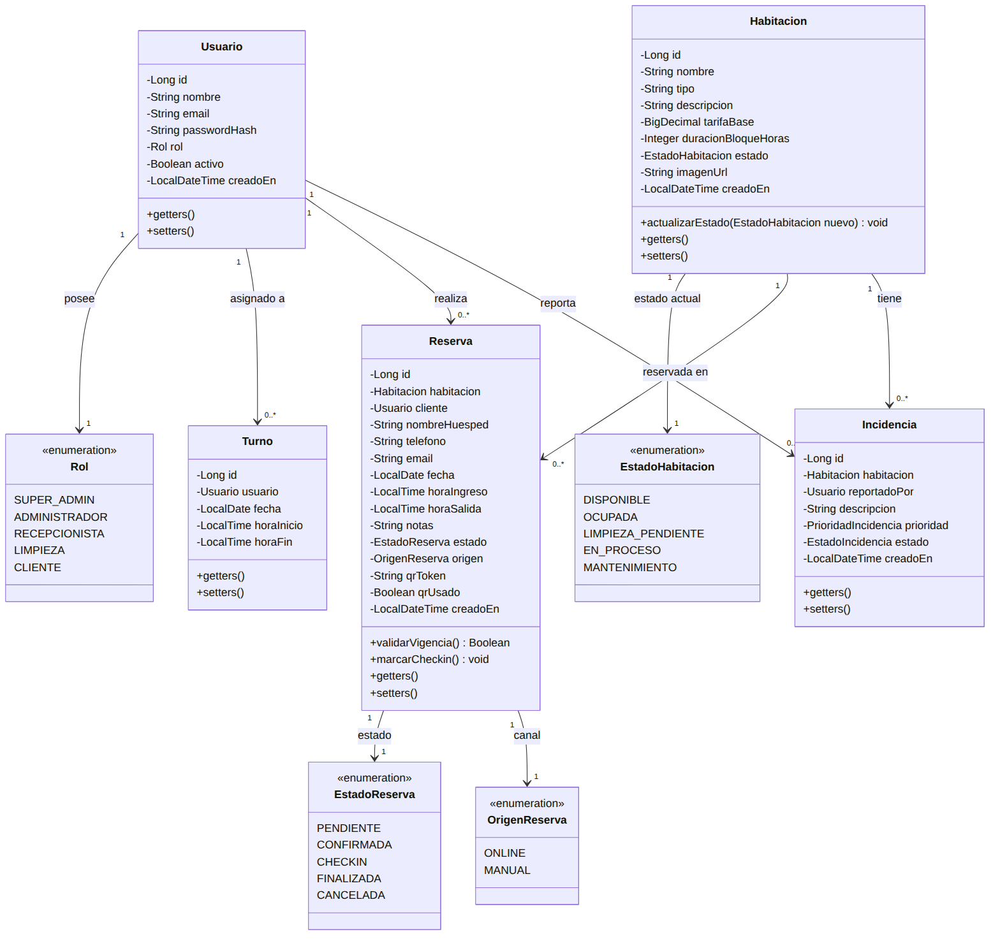 Usuario
-Long id
-String nombre
-String email
-String passwordHash
-Rol rol
-Boolean activo
-LocalDateTime creadoEn
+getters()
+setters()
Habitacion
-Long id
-String nombre
-String tipo
-String descripcion
-BigDecimal tarifaBase
-Integer duracionBloqueHoras
-EstadoHabitacion estado
-String imagenUrl
-LocalDateTime creadoEn
+actualizarEstado(EstadoHabitacion nuevo) : void
+getters()
+setters()
1
1
1
1
1
1
1
posee
asignado a
realiza
reporta
estado actual
reservada en
tiene
1
0..*
0..*
0..*
1
0..
0..*
«enumeration»
Rol
SUPER_ADMIN
ADMINISTRADOR
RECEPCIONISTA
LIMPIEZA
CLIENTE
Turno
-Long id
-Usuario usuario
-LocalDate fecha
-LocalTime horaInicio
-LocalTime horaFin
+getters()
+setters()
Reserva
-Long id
-Habitacion habitacion
-Usuario cliente
-String nombreHuesped
-String telefono
-String email
-LocalDate fecha
-LocalTime horaIngreso
-LocalTime horaSalida
-String notas
-EstadoReserva estado
-OrigenReserva origen
-String qrToken
-Boolean qrUsado
-LocalDateTime creadoEn
+validarVigencia() : Boolean
+marcarCheckin() : void
+getters()
+setters()
«enumeration»
EstadoHabitacion
DISPONIBLE
OCUPADA
LIMPIEZA_PENDIENTE
EN_PROCESO
MANTENIMIENTO
Incidencia
-Long id
-Habitacion habitacion
-Usuario reportadoPor
-String descripcion
-PrioridadIncidencia prioridad
-EstadoIncidencia estado
-LocalDateTime creadoEn
+getters()
+setters()
1
estado
1
1
canal
1
«enumeration»
EstadoReserva
PENDIENTE
CONFIRMADA
CHECKIN
FINALIZADA
CANCELADA
«enumeration»
OrigenReserva
ONLINE
MANUAL